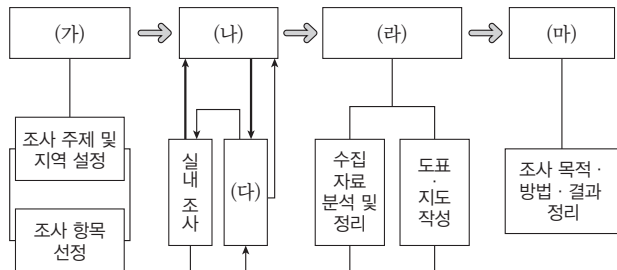 (가)
(나)
(라)
(마)
조사 주제 및
지역 설정
조사 항목
선정
실
내
조
사
(다)
수집
자료
분석 및
정리
도표
·
지도
작성
조사 목적·
방법·결과
정리